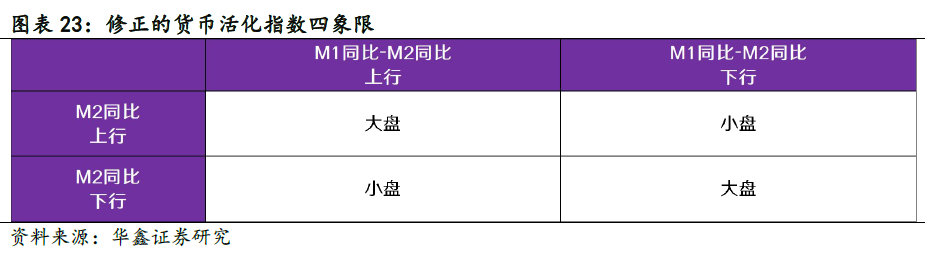 图表 23：修正的货币活化指数四象限
M1同比-M2同比
上行
M1同比-M2同比
下行
M2同比
上行
大盘
小盘
M2同比
下行
小盘
大盘
资料来源：华鑫证券研究